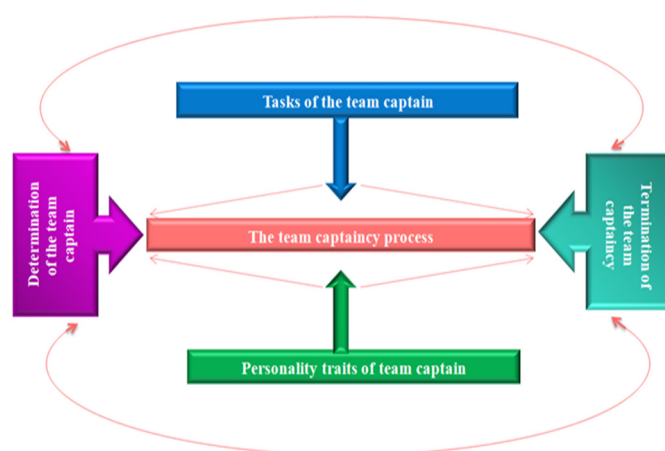 Tasks of the team captain
Determination
of the team
captain
The team captaincy process
Termination of
the team
captaincy
Personality traits of team captain